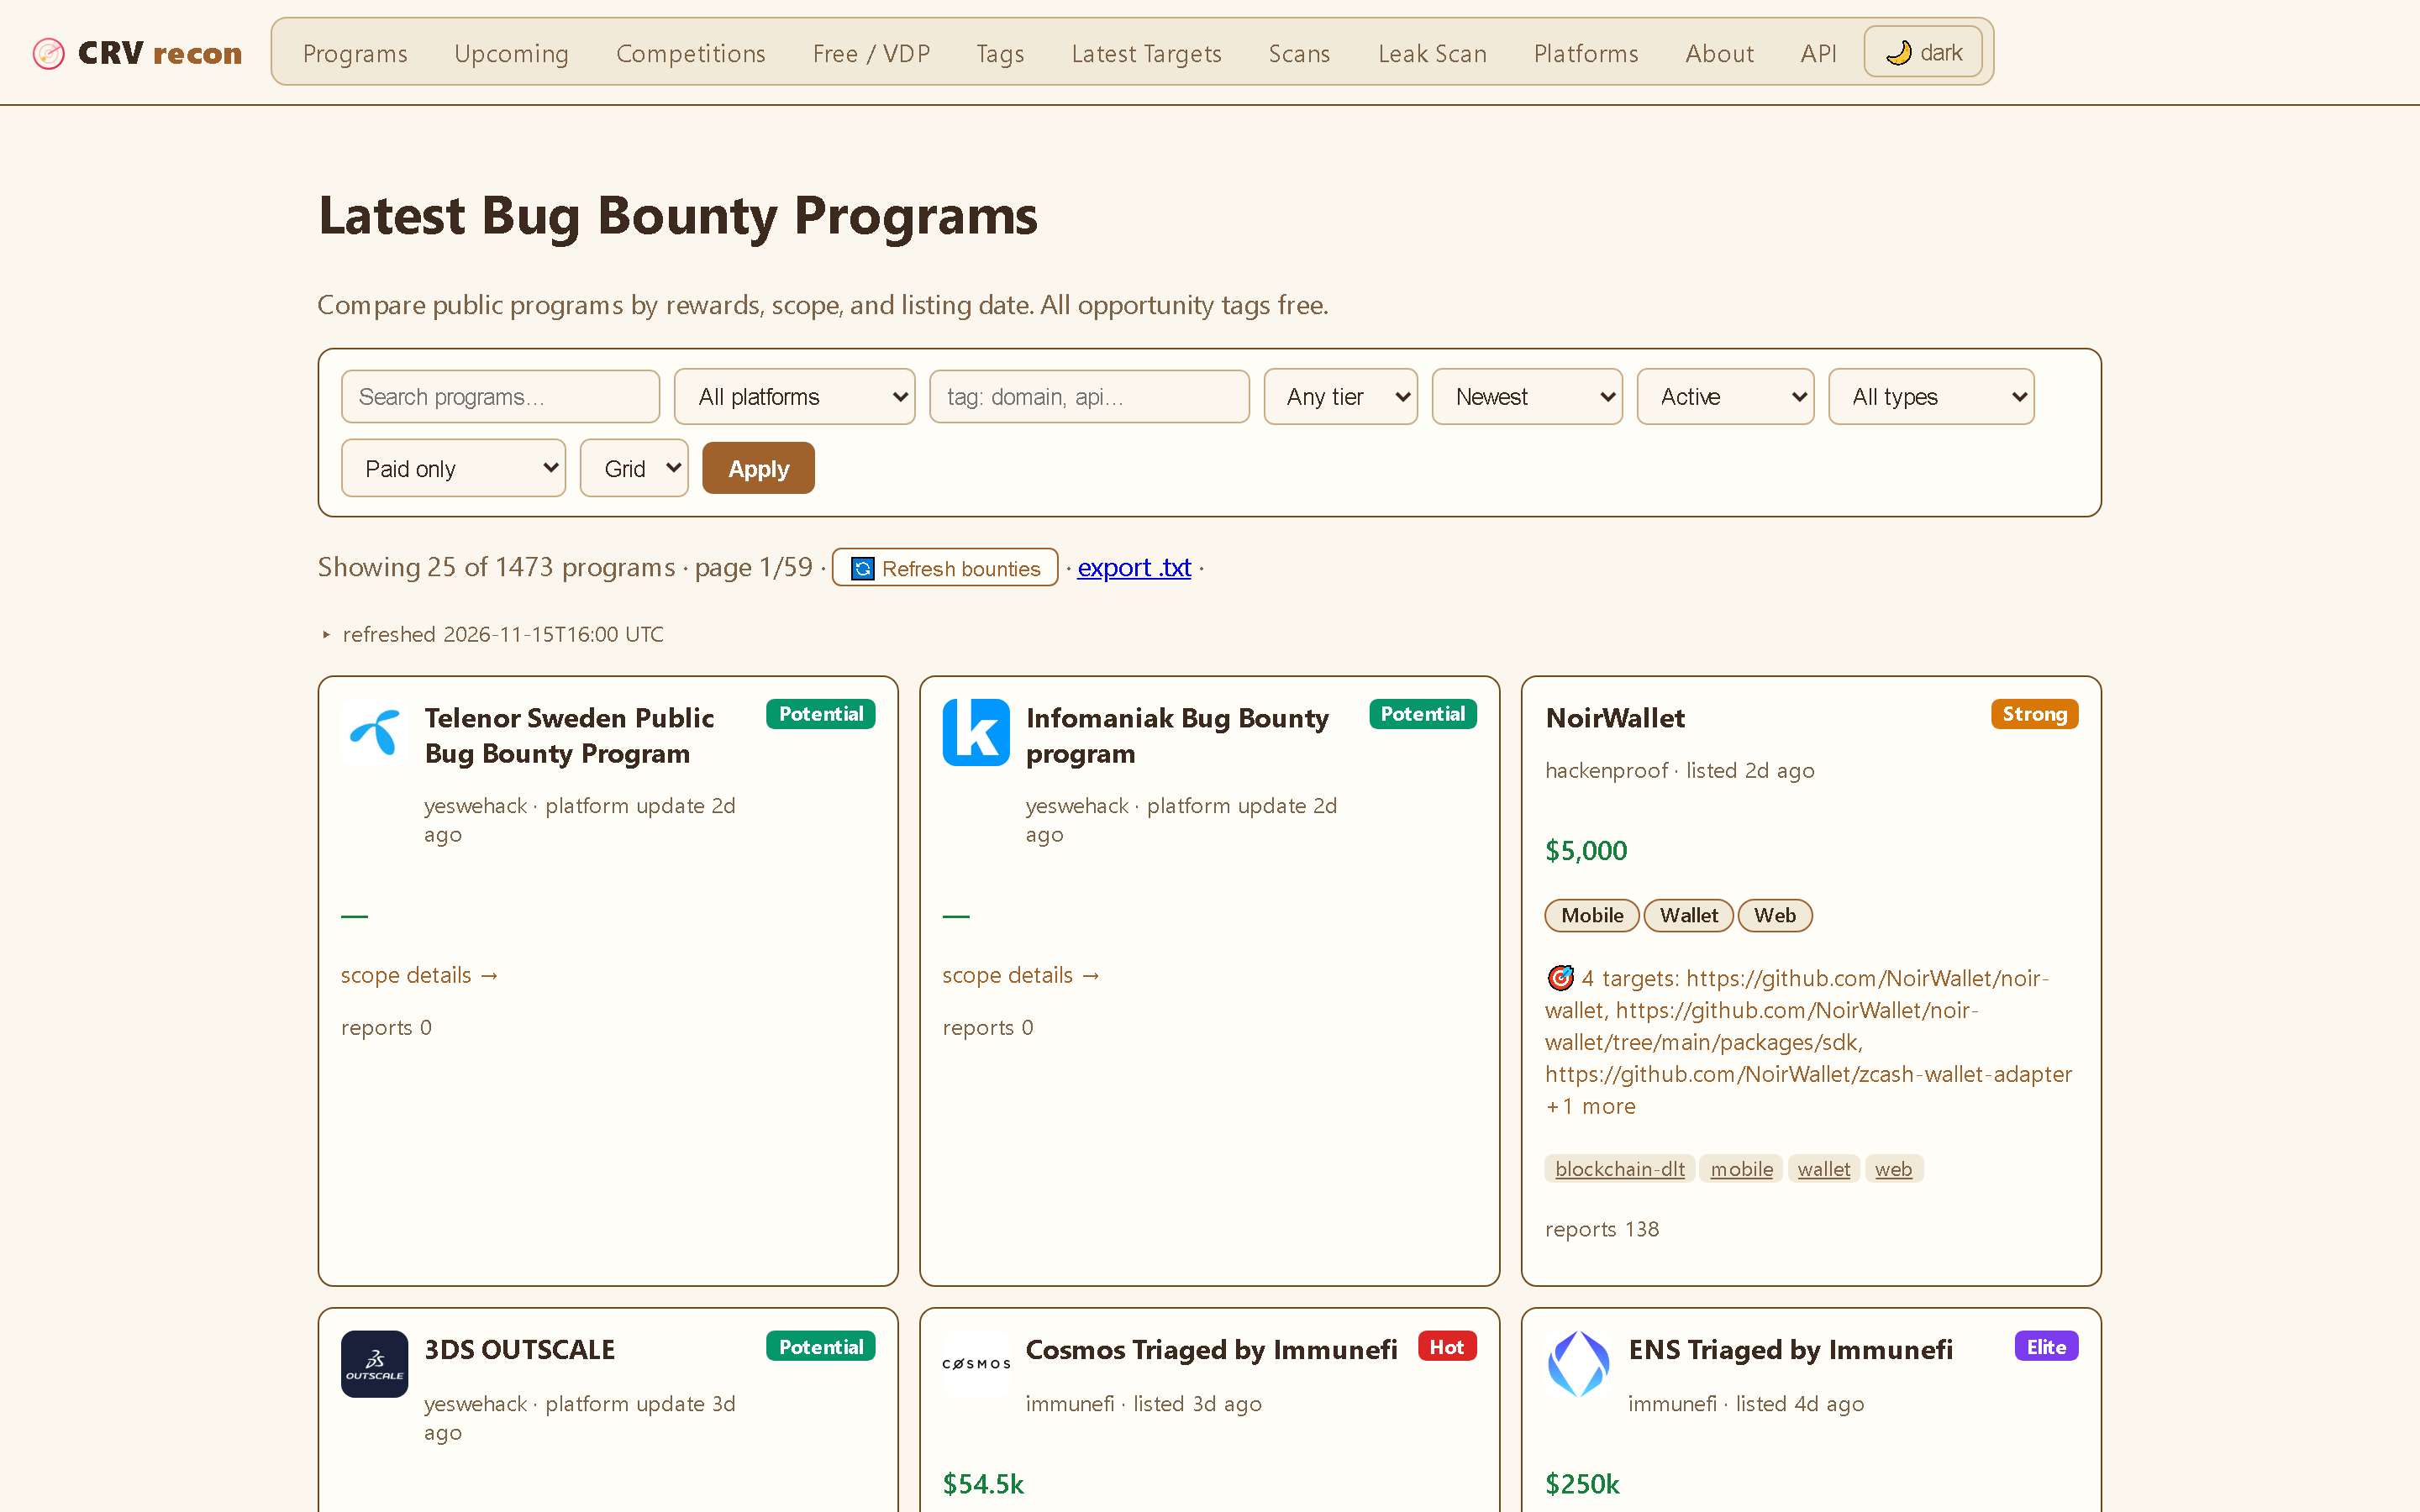 CRV recon
Programs Upcoming Competitions Free / VDP Tags Latest Targets Scans Leak Scan Platforms About API 🌙 dark
Latest Bug Bounty Programs
Compare public programs by rewards, scope, and listing date. All opportunity tags free.
Search programs... All platforms tag: domain, api... Any tier Newest Active All types
Paid only Grid Apply
Showing 25 of 1473 programs · page 1/59 · 🔄 Refresh bounties · export .txt ·
▸ refreshed 2026-11-15T16:00 UTC
Telenor Sweden Public
Bug Bounty Program
Potential
yeswehack · platform update 2d
ago
—
scope details →
reports 0
Infomaniak Bug Bounty
program
Potential
yeswehack · platform update 2d
ago
—
scope details →
reports 0
NoirWallet
Strong
hackenproof · listed 2d ago
$5,000
Mobile Wallet Web
🎯 4 targets: https://github.com/NoirWallet/noir-
wallet, https://github.com/NoirWallet/noir-
wallet/tree/main/packages/sdk,
https://github.com/NoirWallet/zcash-wallet-adapter
+1 more
blockchain-dlt mobile wallet web
reports 138
OUTSCALE
3DS OUTSCALE
Potential
yeswehack · platform update 3d
ago
CØSMOS
Cosmos Triaged by Immunefi
Hot
immunefi · listed 3d ago
$54.5k
ENS Triaged by Immunefi
Elite
immunefi · listed 4d ago
$250k